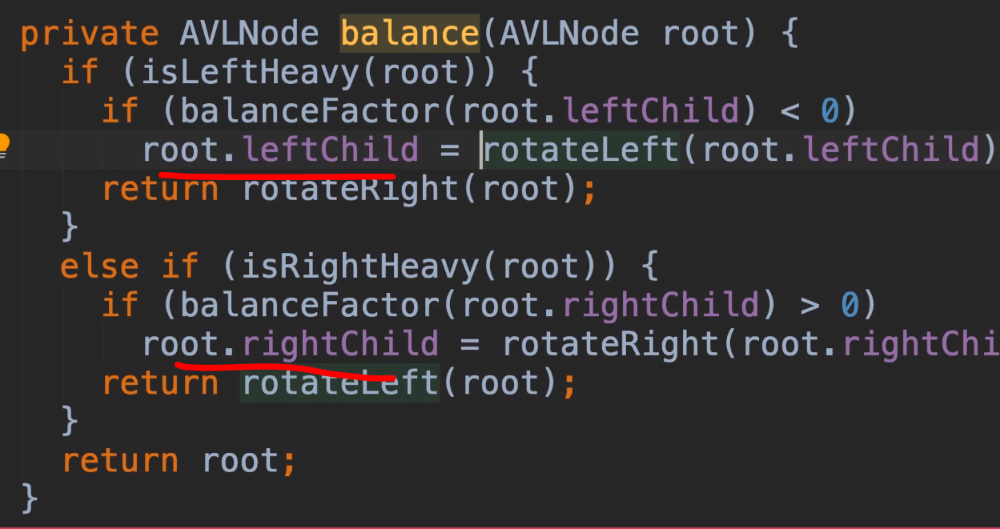 private AVLNode balance(AVLNode root) {
if (isLeftHeavy(root)) {
if (balanceFactor(root.leftChild) < 0)
root.leftChild = rotateLeft(root.leftChild)
return rotateRight(root);
}
else if (isRightHeavy(root)) {
if (balanceFactor(root.rightChild) > 0)
root.rightChild = rotateRight(root.rightChi
return rotateLeft(root);
}
return root;
}